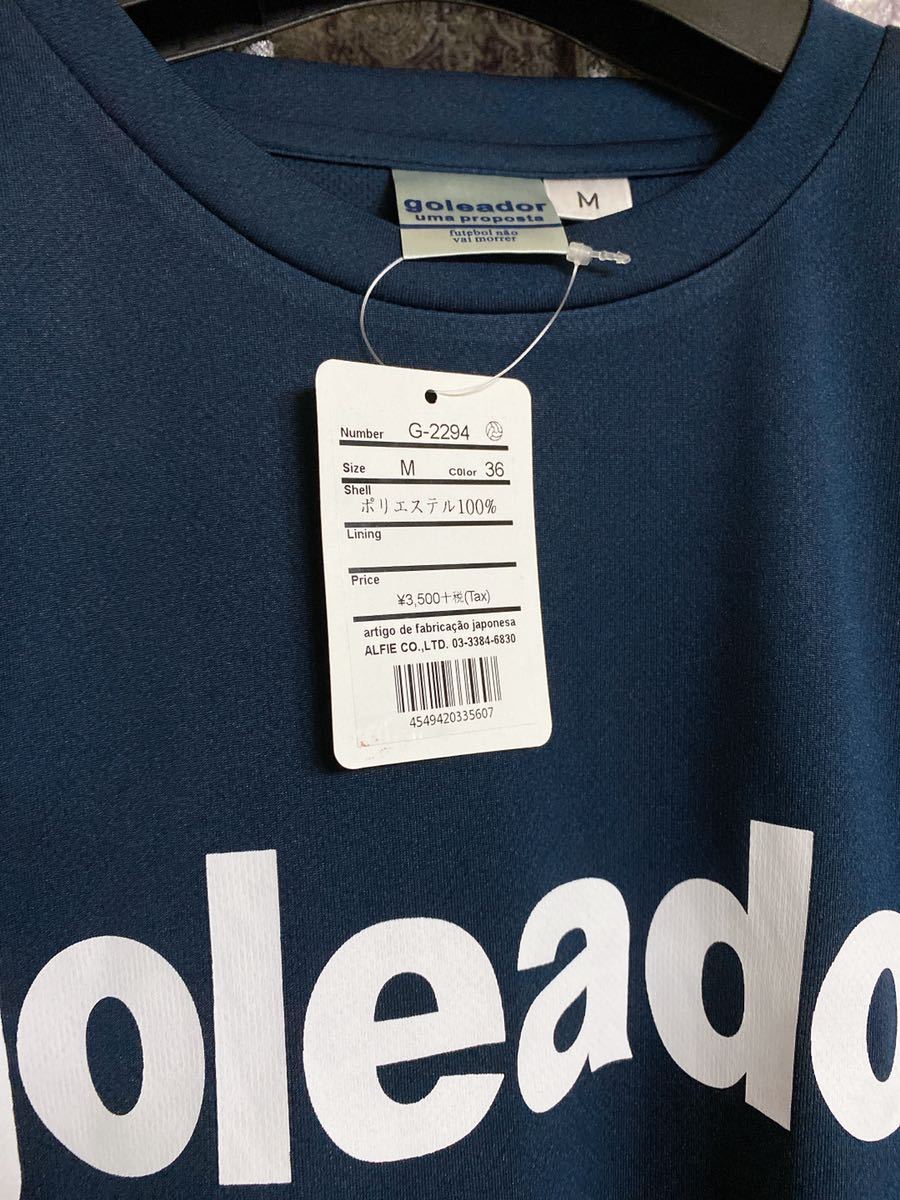 goleador
uma proposta
futebol não
vai morrer
M
Number G-2294
Size M C0lor 36
Shell
ポリエステル100%
Lining
Price
¥3,500+税(Tax)
artigo de fabricação japonesa
ALFIE CO.,LTD. 03-3384-6830
4549420335607
goleado